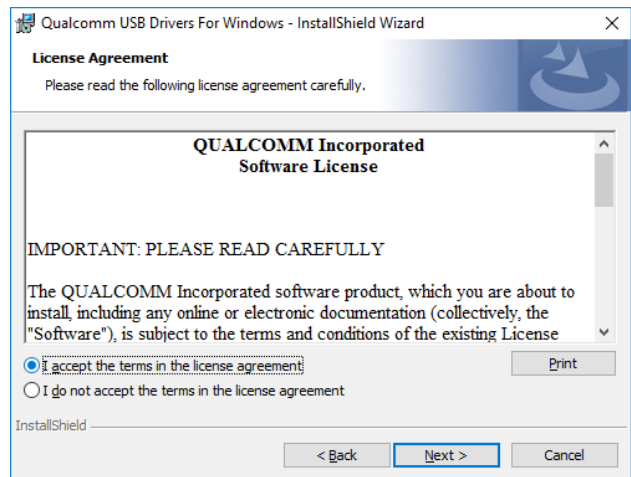 Qualcomm USB Drivers For Windows - InstallShield Wizard
License Agreement
Please read the following license agreement carefully.
QUALCOMM Incorporated
Software License
IMPORTANT: PLEASE READ CAREFULLY
The QUALCOMM Incorporated software product, which you are about to
install, including any online or electronic documentation (collectively, the
"Software"), is subject to the terms and conditions of the existing License
I accept the terms in the license agreement
Print
I do not accept the terms in the license agreement
InstallShield
< Back
Next >
Cancel